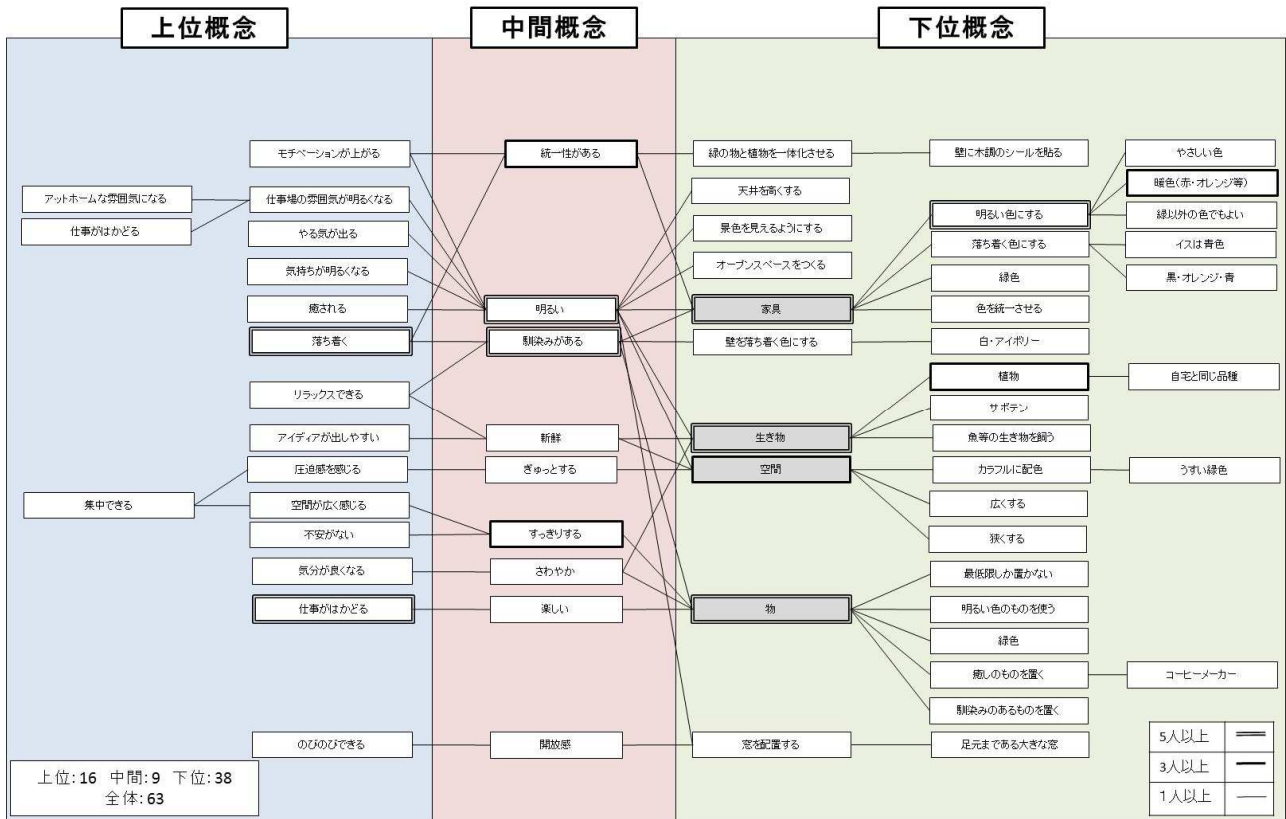 上位概念
中間概念
下位概念
モチベーションが上がる
統一性がある
緑の物と植物を一体化させる
壁に木調のシールを貼る
やさしい色
アットホームな雰囲気になる
仕事場の雰囲気が明るくなる
天井を高くする
暖色(赤・オレンジ等)
仕事がはかどる
やる気が出る
景色を見えるようにする
明るい色にする
緑以外の色でもよい
気持ちが明るくなる
オープンスペースをつくる
落ち着く色にする
イスは青色
緑色
黒・オレンジ・青
癒される
明るい
家具
色を統一させる
落ち着く
馴染みがある
壁を落ち着く色にする
白・アイボリー
リラックスできる
植物
自宅と同じ品種
サボテン
アイディアが出しやすい
新鮮
生き物
魚等の生き物を飼う
圧迫感を感じる
ぎゅっとする
空間
カラフルに配色
うすい緑色
集中できる
空間が広く感じる
広くする
不安がない
すっきりする
狭くする
気分が良くなる
さわやか
最低限しか置かない
仕事がはかどる
楽しい
物
明るい色のものを使う
緑色
癒しのものを置く
コーヒーメーカー
馴染みのあるものを置く
のびのびできる
開放感
窓を配置する
足元まである大きな窓
5人以上
3人以上
1人以上
上位:16 中間:9 下位:38
全体:63